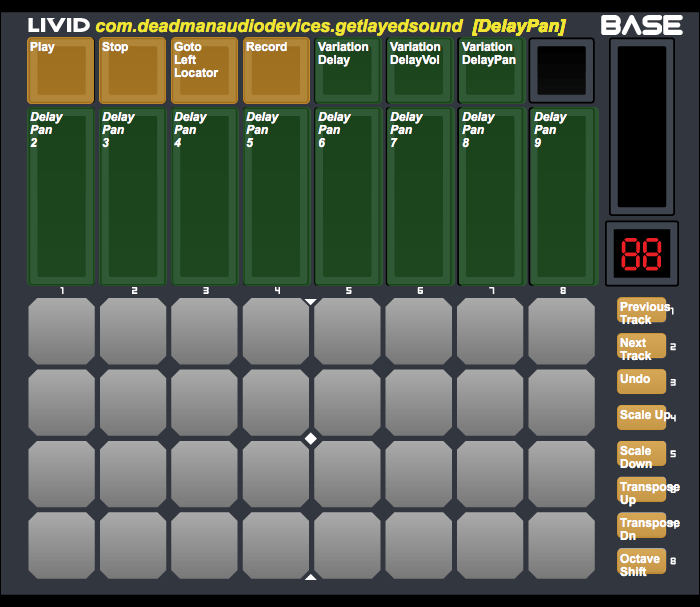 LIVID com.deadmanaudiodevices.getlayedsound [DelayPan] BASE
Play
Stop
Goto
Left
Locator
Record
Variation
Delay
Variation
DelayVol
Variation
DelayPan
Delay
Pan
2
Delay
Pan
3
Delay
Pan
4
Delay
Pan
5
Delay
Pan
6
Delay
Pan
7
Delay
Pan
8
Delay
Pan
9
88
1 2 3 4 5 6 7 8
Previous
Track
1
Next
Track
2
Undo
3
Scale Up
4
Scale
Down
5
Transpose
Up
6
Transpose
Dn
7
Octave
Shift
8